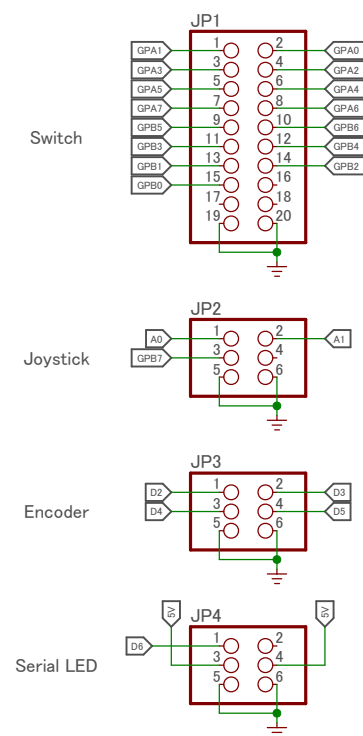 JP1
GPA1 1 2 GPA0
GPA3 3 4 GPA2
GPA5 5 6 GPA4
GPA7 7 8 GPA6
GPB5 9 10 GPB6
Switch
GPB3 11 12 GPB4
GPB1 13 14 GPB2
GPB0 15 16
17 18
19 20
JP2
A0 1 2 A1
Joystick
GPB7 3 4
5 6
JP3
D2 1 2 D3
Encoder
D4 3 4 D5
5 6
5V 5V
JP4
D6 1 2
Serial LED
3 4
5 6